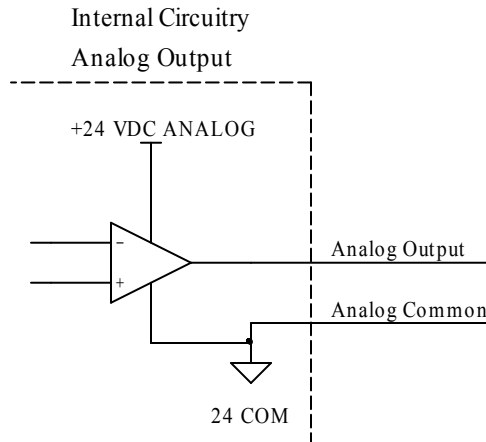 Internal Circuitry
Analog Output
+24 VDC ANALOG
−
+
Analog Output
Analog Common
24 COM